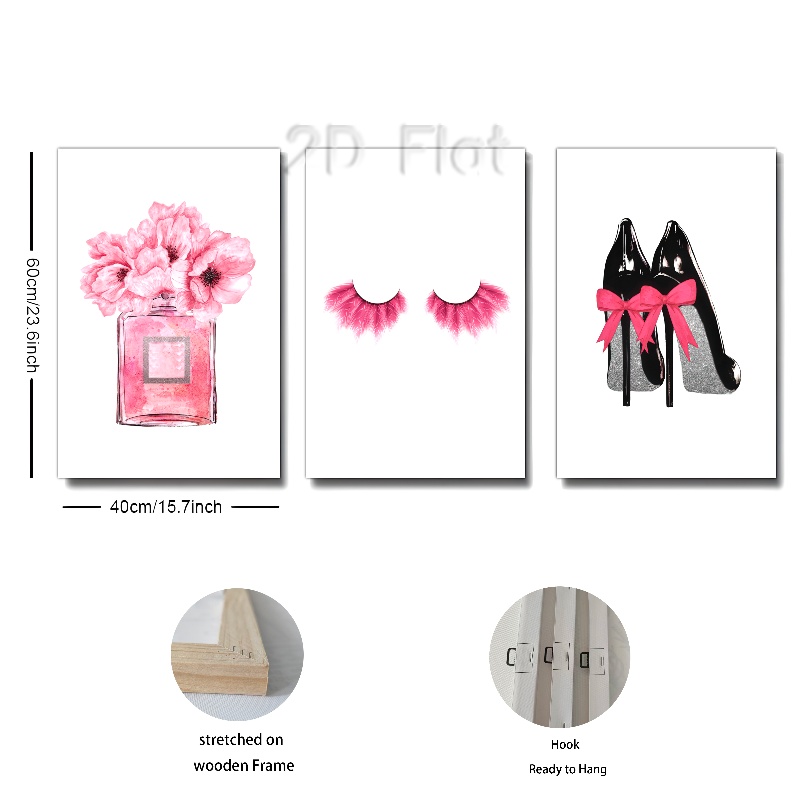 2D Flat
60cm/23.6inch
40cm/15.7inch
stretched on
wooden Frame
Hook
Ready to Hang